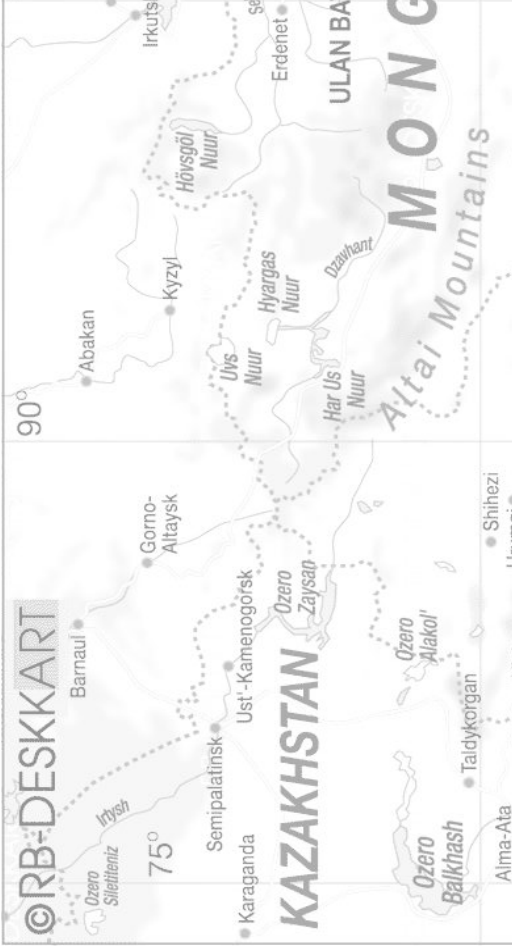 ©RB-DESKKART
75°
90°
Ozero
Siletiteniz
Irtysh
Barnaul
Gorno-
Altaysk
Abakan
Kyzyl
Hövsgöl
Nuur
Erdenet
ULAN BA
Karaganda
Semipalatinsk
Ust'-Kamenogorsk
Ozero
Zaysan
Uvs
Nuur
Hyargas
Nuur
Har Us
Nuur
Dzavhant
KAZAKHSTAN
MONG
Altai Mountains
Ozero
Balkhash
Ozero
Alakol'
Taldykorgan
Shihezi
Alma-Ata
Irkuts
Se